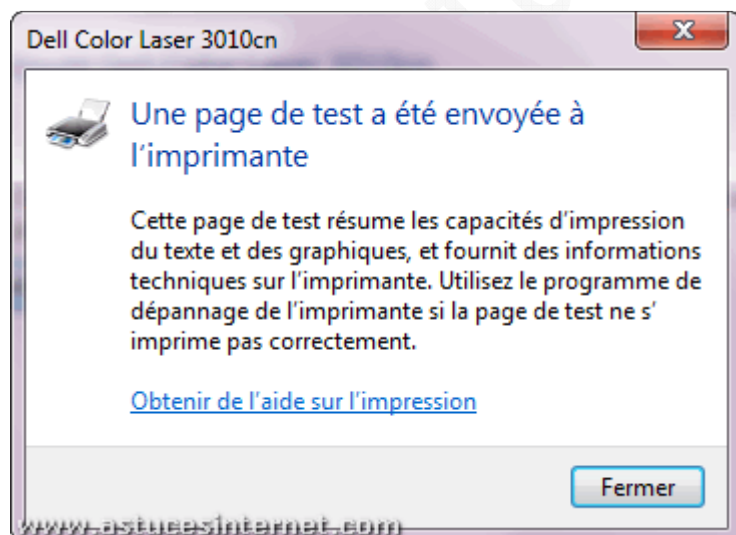 Dell Color Laser 3010cn
Une page de test a été envoyée à
l'imprimante
Cette page de test résume les capacités d'impression
du texte et des graphiques, et fournit des informations
techniques sur l'imprimante. Utilisez le programme de
dépannage de l'imprimante si la page de test ne s'
imprime pas correctement.
Obtenir de l'aide sur l'impression
Fermer
www.astucesinternet.com